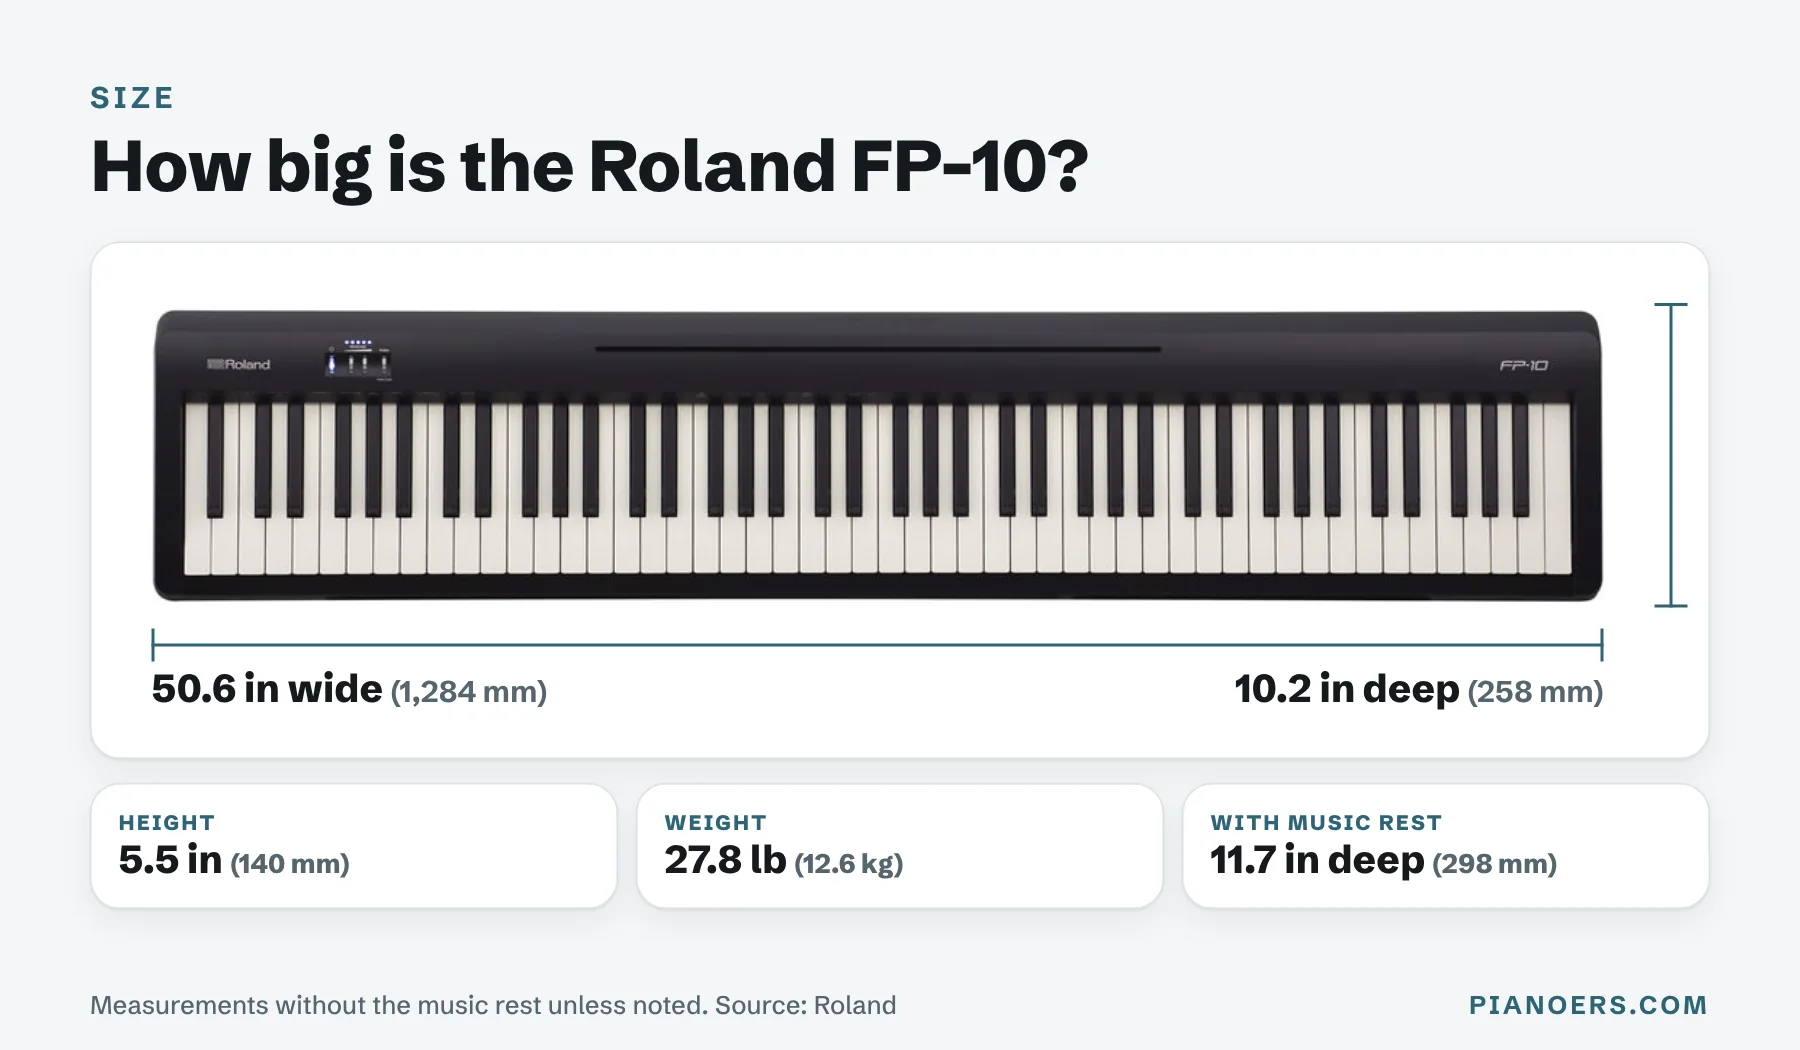 SIZE
How big is the Roland FP-10?
Roland
FP-10
50.6 in wide (1,284 mm)
10.2 in deep (258 mm)
HEIGHT
5.5 in (140 mm)
WEIGHT
27.8 lb (12.6 kg)
WITH MUSIC REST
11.7 in deep (298 mm)
Measurements without the music rest unless noted. Source: Roland
PIANOERS.COM